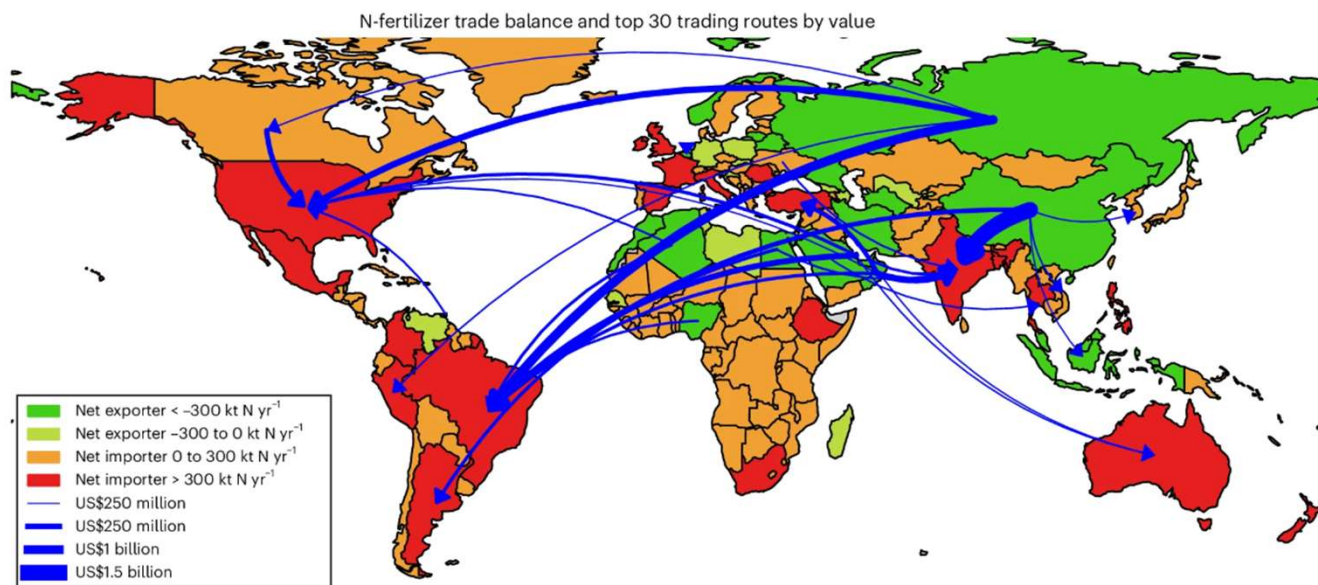 N-fertilizer trade balance and top 30 trading routes by value
Net exporter < –300 kt N yr⁻¹
Net exporter –300 to 0 kt N yr⁻¹
Net importer 0 to 300 kt N yr⁻¹
Net importer > 300 kt N yr⁻¹
US$250 million
US$250 million
US$1 billion
US$1.5 billion